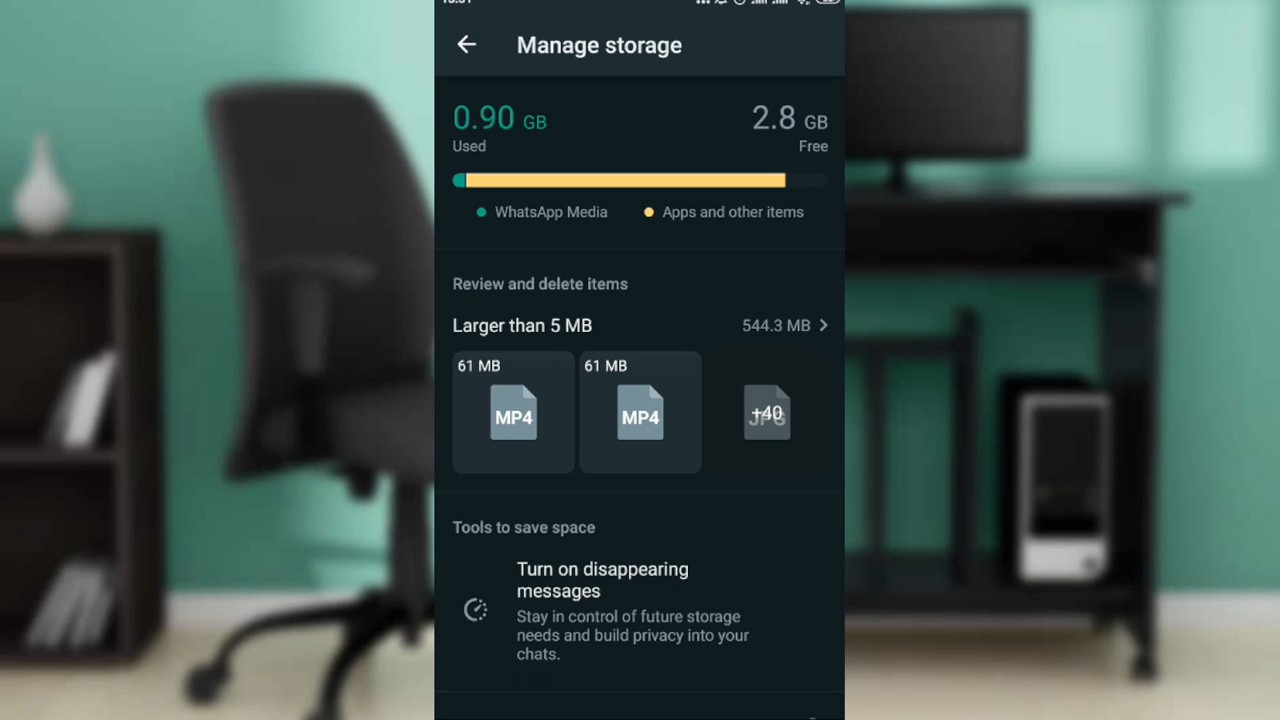 Manage storage
0.90 GB
2.8 GB
Used
Free
WhatsApp Media
Apps and other items
Review and delete items
Larger than 5 MB
544.3 MB
61 MB
61 MB
MP4
MP4
+40
JPG
Tools to save space
Turn on disappearing
messages
Stay in control of future storage
needs and build privacy into your
chats.